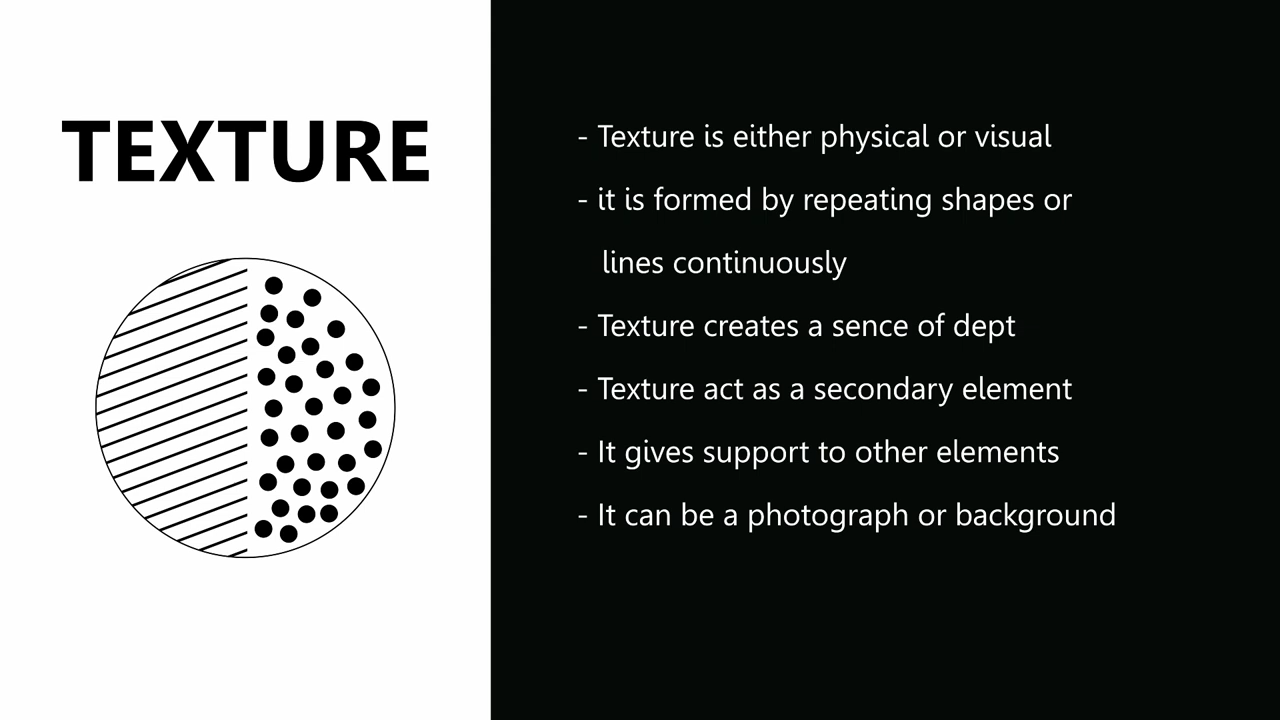 TEXTURE
- Texture is either physical or visual
- it is formed by repeating shapes or
lines continuously
- Texture creates a sence of dept
- Texture act as a secondary element
- It gives support to other elements
- It can be a photograph or background